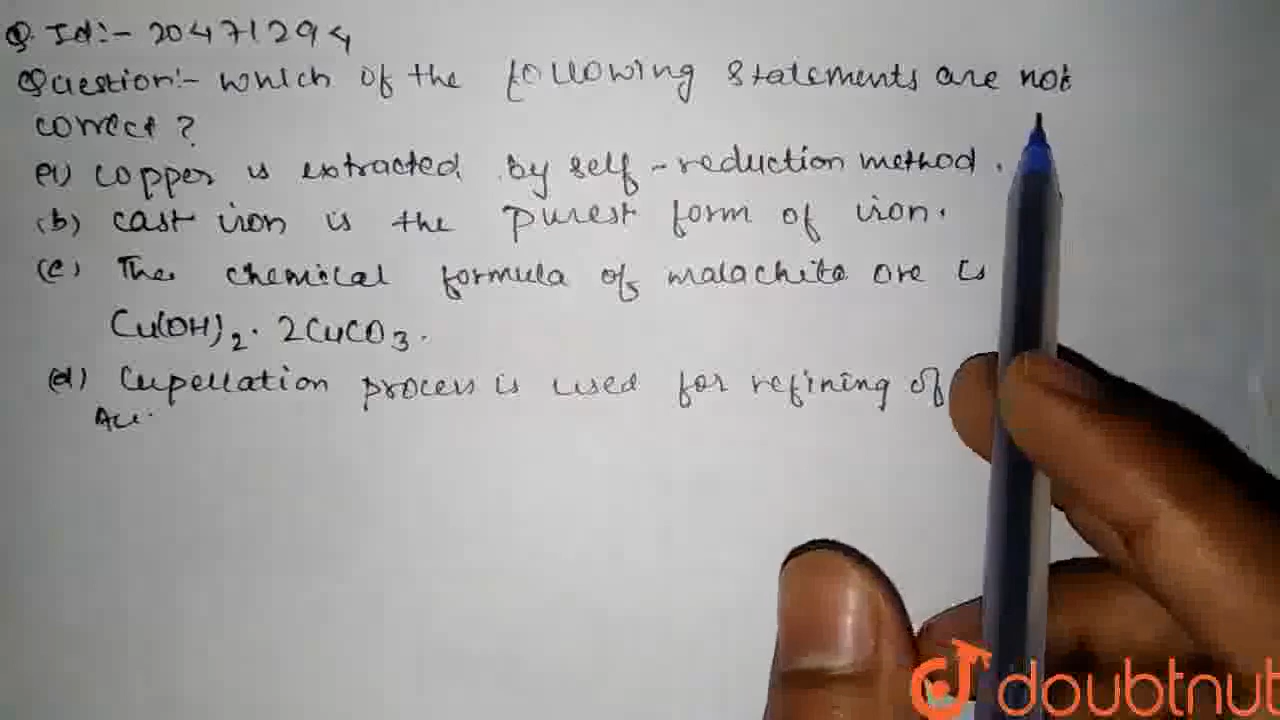 Q. Id:- 20471294
Question:- which of the following statements are not
correct?
(a) copper is extracted by self-reduction method.
(b) cast iron is the purest form of iron.
(c) The chemical formula of malachite ore is
Cu(OH)2. 2CuCO3.
(d) Cupellation process is used for refining of
doubtnut